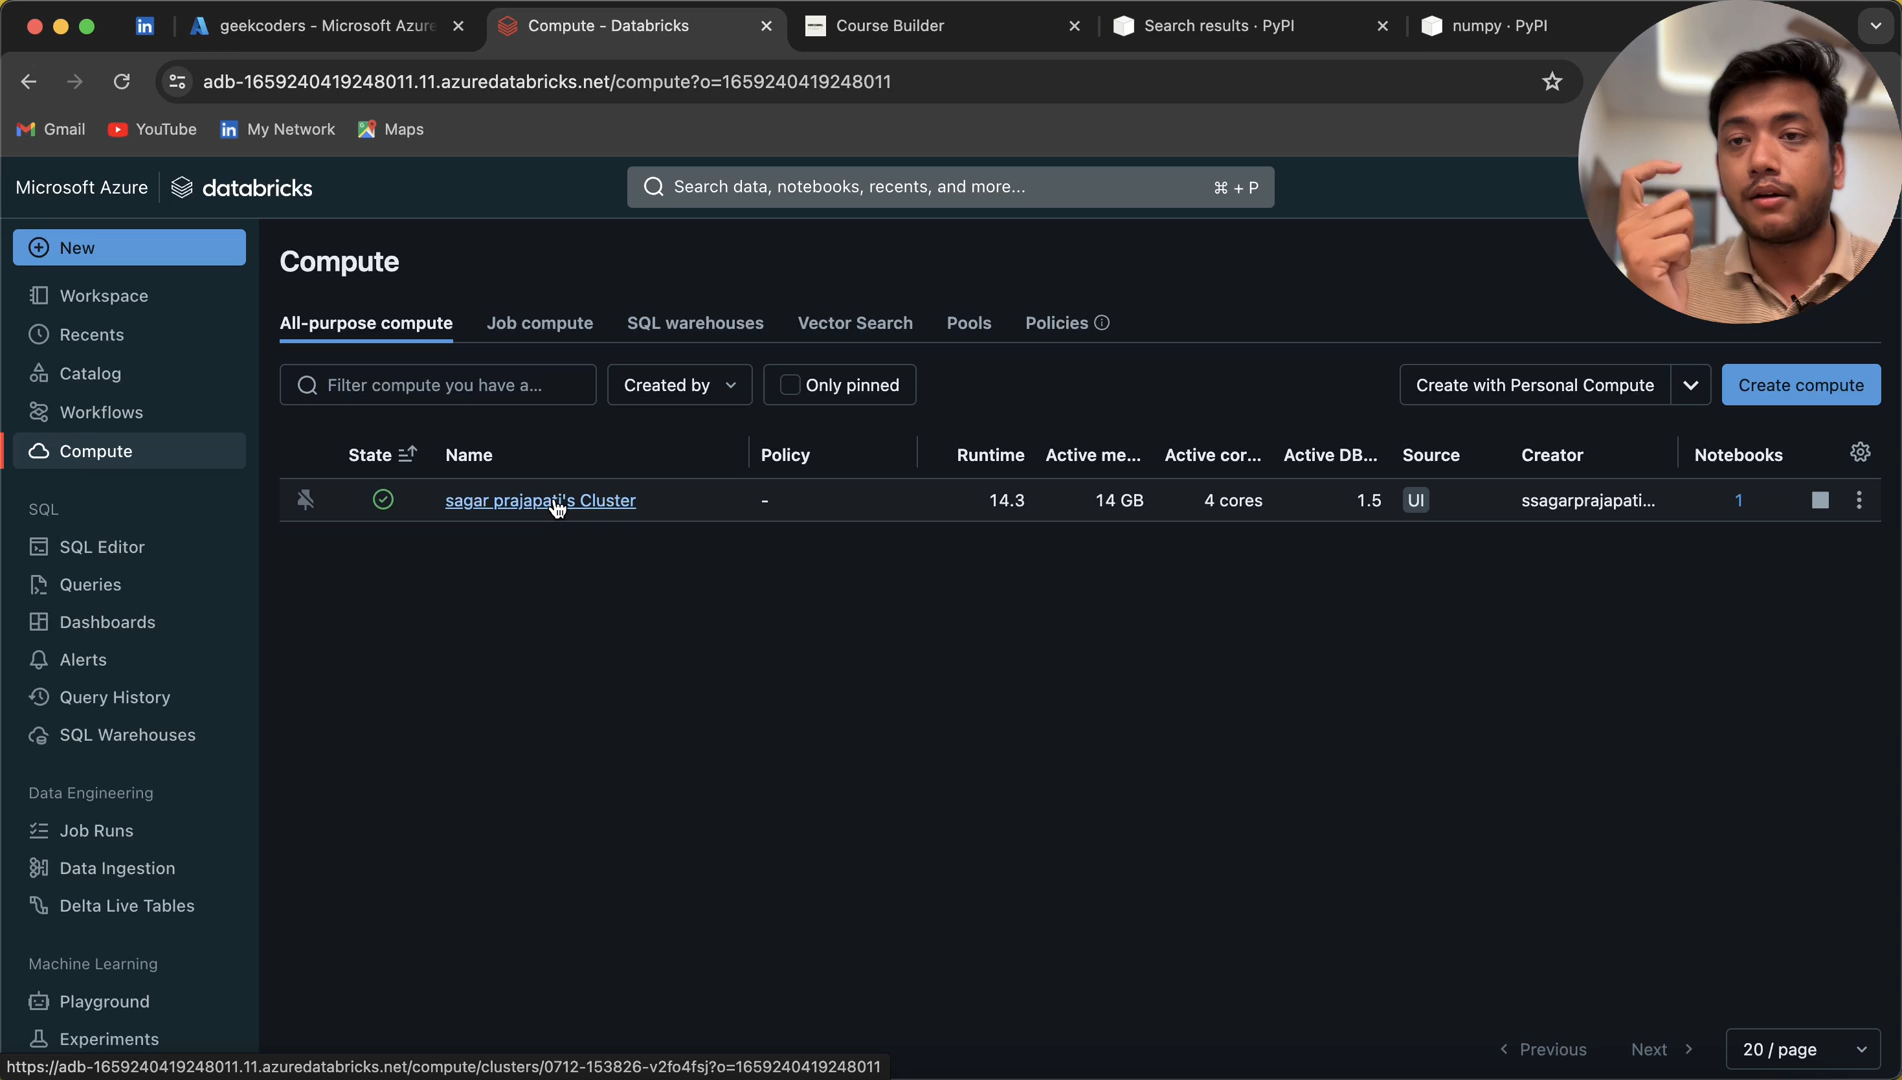 geekcoders - Microsoft Azure
Compute - Databricks
Course Builder
Search results · PyPI
numpy · PyPI
adb-1659240419248011.11.azuredatabricks.net/compute?o=1659240419248011
Gmail
YouTube
My Network
Maps
Microsoft Azure
databricks
Search data, notebooks, recents, and more...
⌘ + P
New
Workspace
Recents
Catalog
Workflows
Compute
SQL
SQL Editor
Queries
Dashboards
Alerts
Query History
SQL Warehouses
Data Engineering
Job Runs
Data Ingestion
Delta Live Tables
Machine Learning
Playground
Experiments
Compute
All-purpose compute
Job compute
SQL warehouses
Vector Search
Pools
Policies
Filter compute you have a...
Created by
Only pinned
Create with Personal Compute
Create compute
State
Name
Policy
Runtime
Active me...
Active cor...
Active DB...
Source
Creator
Notebooks
sagar prajapati's Cluster
-
14.3
14 GB
4 cores
1.5
UI
ssagarprajapati...
1
Previous
Next
20 / page
https://adb-1659240419248011.11.azuredatabricks.net/compute/clusters/0712-153826-v2fo4fsj?o=1659240419248011